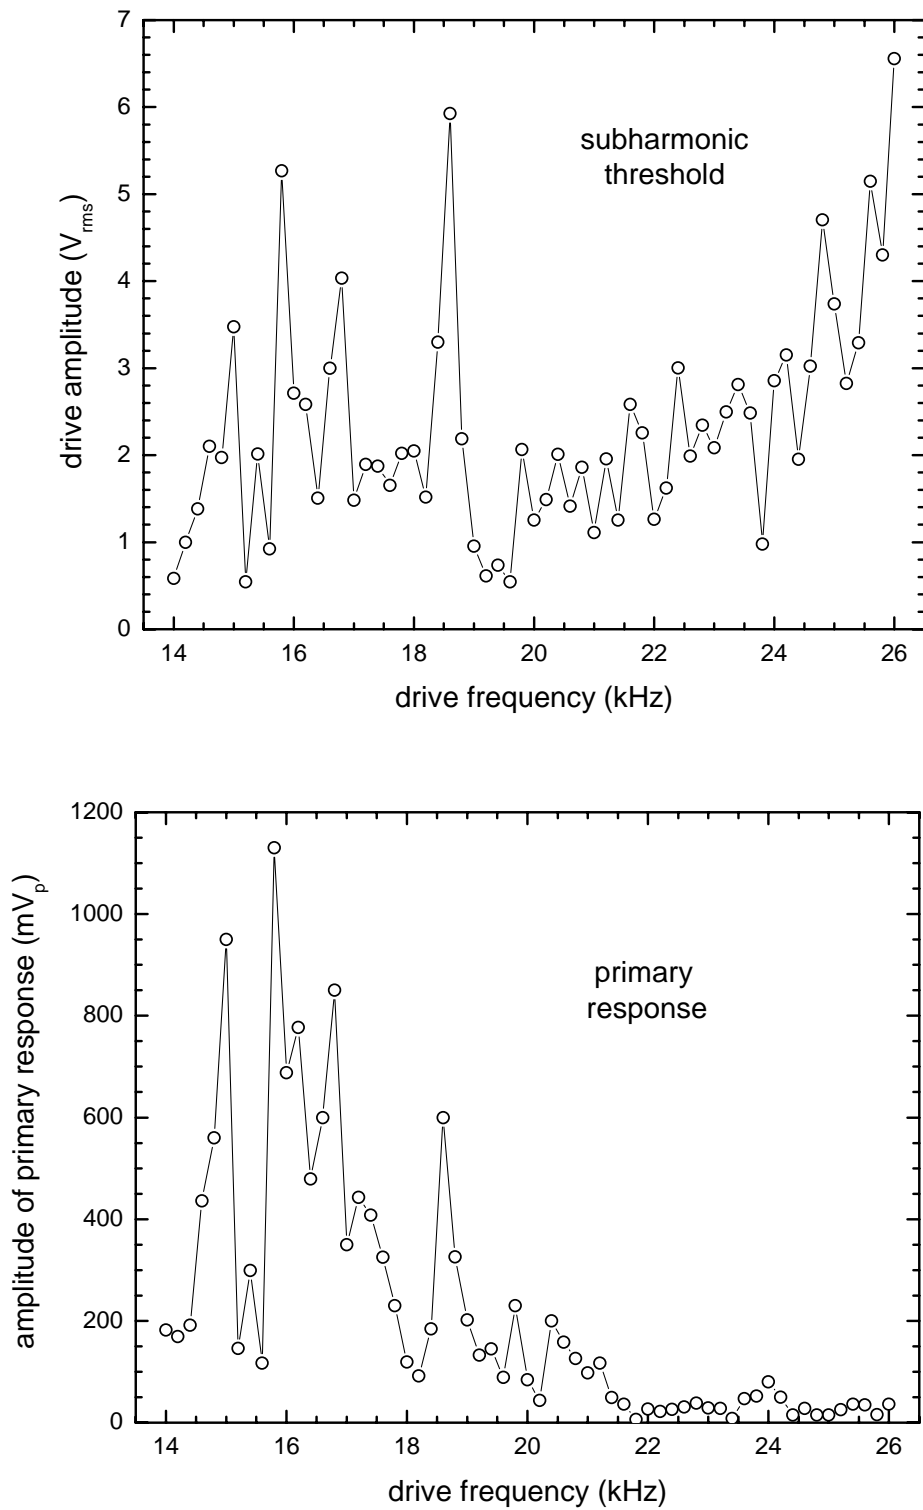 7
6
5
4
3
2
1
0
drive amplitude (V_rms)
subharmonic
threshold
14 16 18 20 22 24 26
drive frequency (kHz)
1200
1000
800
600
400
200
0
amplitude of primary response (mV_p)
primary
response
14 16 18 20 22 24 26
drive frequency (kHz)